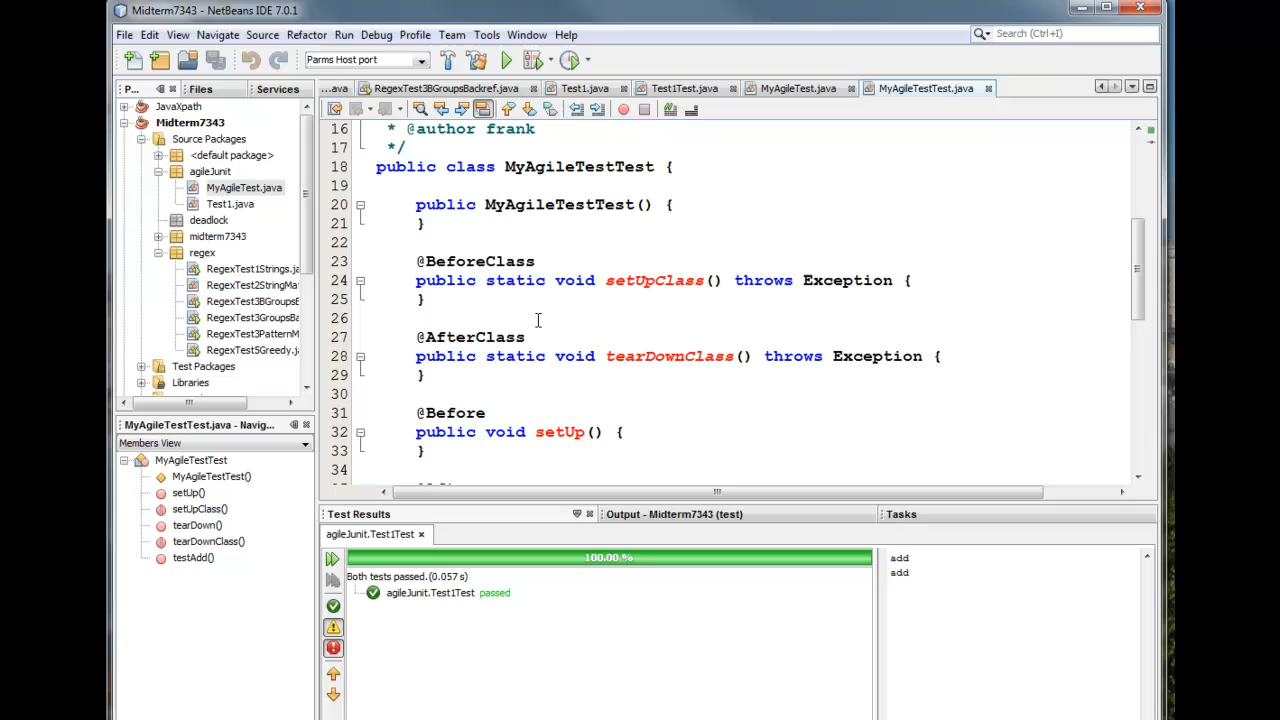 Midterm7343 - NetBeans IDE 7.0.1
File Edit View Navigate Source Refactor Run Debug Profile Team Tools Window Help
Search (Ctrl+I)
Parms Host port
P... Files Services
...ava RegexTest3BGroupsBackref.java Test1.java Test1Test.java MyAgileTest.java MyAgileTestTest.java
JavaXpath
Midterm7343
Source Packages
<default package>
agileJunit
MyAgileTest.java
Test1.java
deadlock
midterm7343
regex
RegexTest1Strings.ja
RegexTest2StringMa
RegexTest3BGroupsB
RegexTest3GroupsBa
RegexTest3PatternM
RegexTest5Greedy.ja
Test Packages
Libraries
16 * @author frank
17 */
18 public class MyAgileTestTest {
19
20 public MyAgileTestTest() {
21 }
22
23 @BeforeClass
24 public static void setUpClass() throws Exception {
25 }
26
27 @AfterClass
28 public static void tearDownClass() throws Exception {
29 }
30
31 @Before
32 public void setUp() {
33 }
34
MyAgileTestTest.java - Navig...
Members View
MyAgileTestTest
MyAgileTestTest()
setUp()
setUpClass()
tearDown()
tearDownClass()
testAdd()
Test Results
Output - Midterm7343 (test)
Tasks
agileJunit.Test1Test
100.00 %
Both tests passed.(0.057 s)
agileJunit.Test1Test passed
add
add